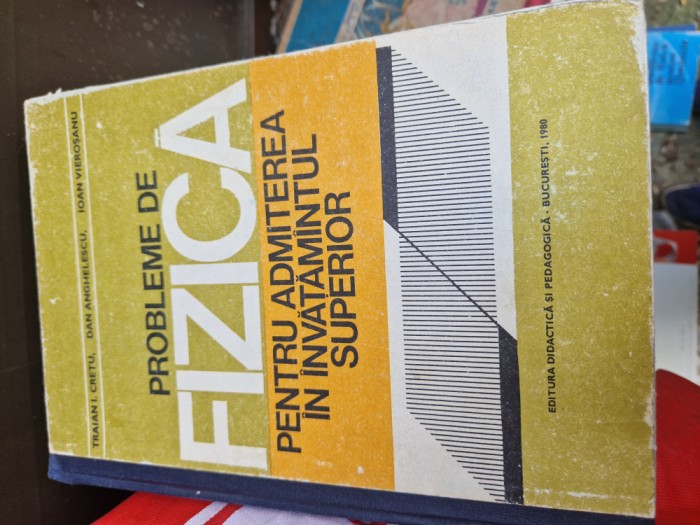 TRAIAN I. CREȚU, DAN ANGHELESCU, IOAN VIEROȘANU
PROBLEME DE
FIZICĂ
PENTRU ADMITEREA
ÎN ÎNVĂȚĂMÎNTUL
SUPERIOR
EDITURA DIDACTICĂ ȘI PEDAGOGICĂ - BUCUREȘTI, 1980